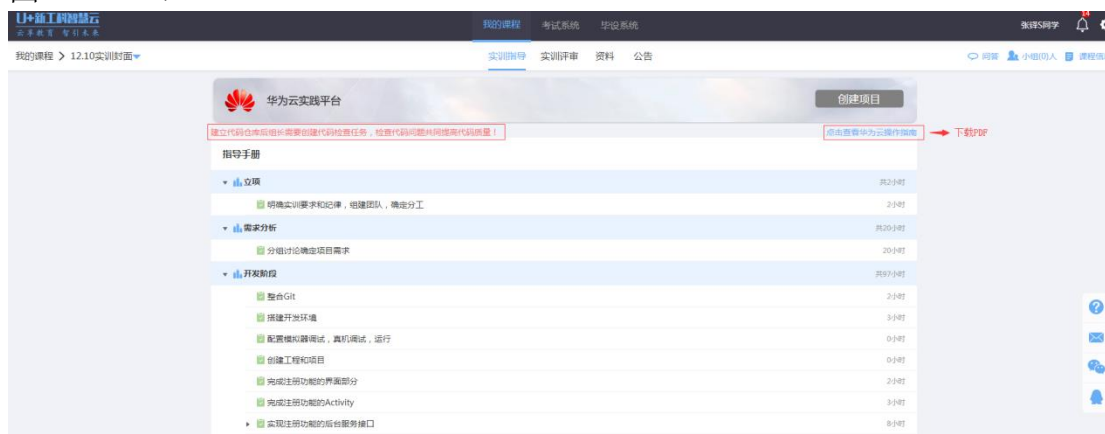 U+新工科智慧云
云享教育 智引未来
我的课程 考试系统 毕设系统
张译S同学
14
我的课程 > 12.10实训封面
实训指导 实训评审 资料 公告
问答 小组(0)人
华为云实践平台
创建项目
建立代码仓库后组长需要创建代码检查任务，检查代码问题共同提高代码质量！
点击查看华为云操作指南
下载PDF
指导手册
立项 共2小时
明确实训要求和纪律，组建团队，确定分工 2小时
需求分析 共20小时
分组讨论确定项目需求 20小时
开发阶段 共97小时
整合Git 2小时
搭建开发环境 3小时
配置模拟器调试，真机调试，运行 0小时
创建工程和项目 0小时
完成注册功能的界面部分 2小时
完成注册功能的Activity 3小时
实现注册功能的后台服务接口 8小时